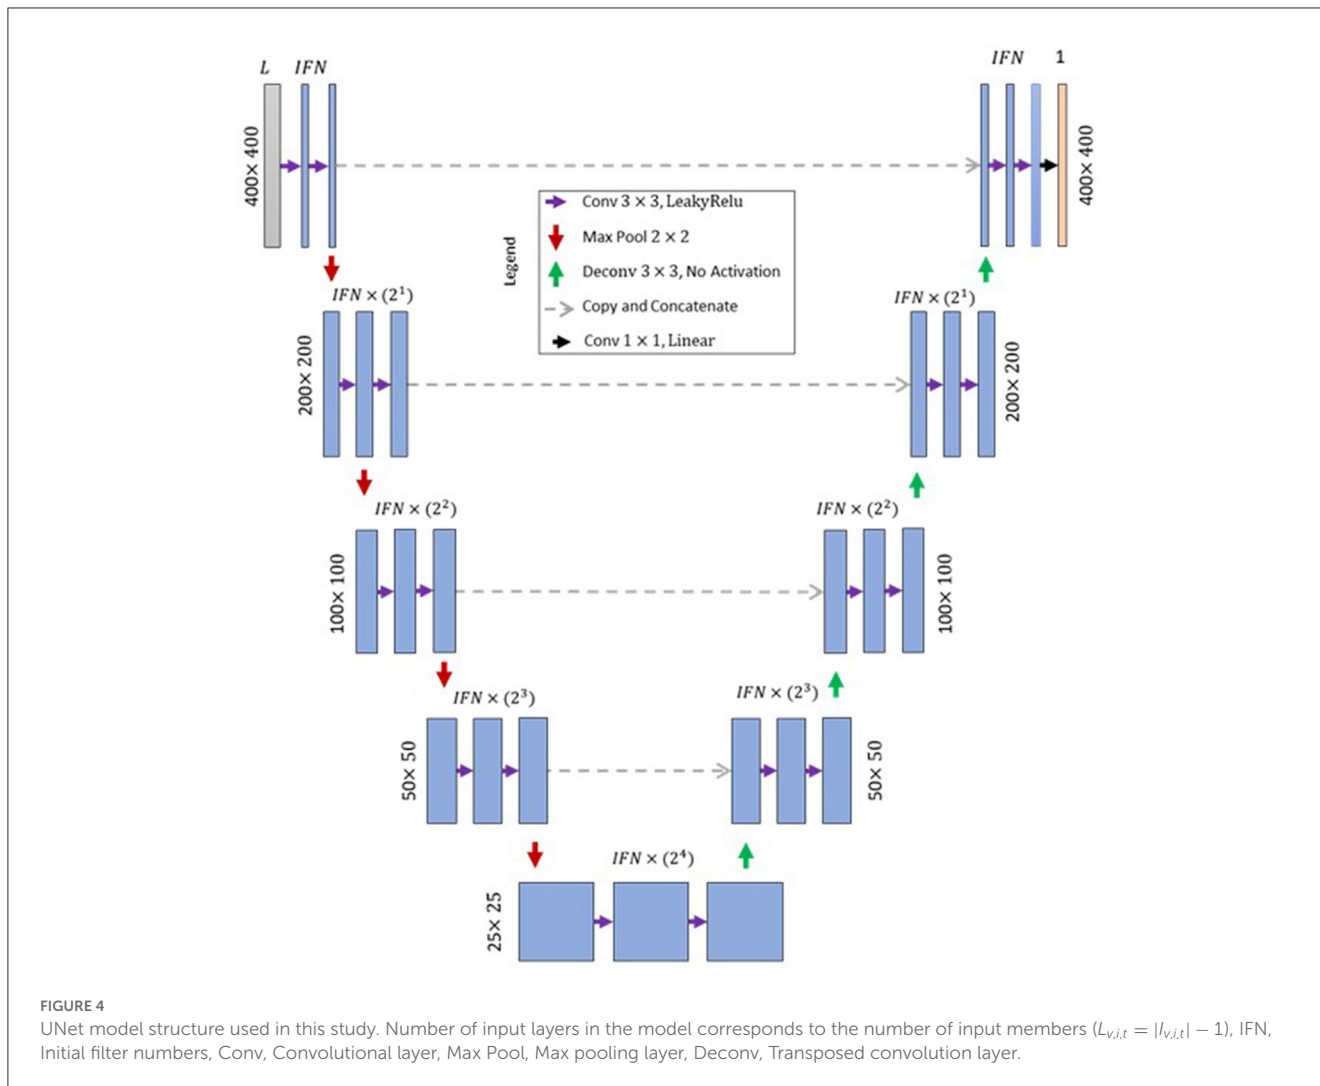 L IFN
IFN 1
400× 400
400× 400
Legend
Conv 3 × 3, LeakyRelu
Max Pool 2 × 2
Deconv 3 × 3, No Activation
Copy and Concatenate
Conv 1 × 1, Linear
IFN × (2¹)
IFN × (2¹)
200× 200
200× 200
IFN × (2²)
IFN × (2²)
100× 100
100× 100
IFN × (2³)
IFN × (2³)
50× 50
50× 50
IFN × (2⁴)
25× 25
FIGURE 4
UNet model structure used in this study. Number of input layers in the model corresponds to the number of input members (Lv,i,t = |Iv,i,t| − 1), IFN,
Initial filter numbers, Conv, Convolutional layer, Max Pool, Max pooling layer, Deconv, Transposed convolution layer.